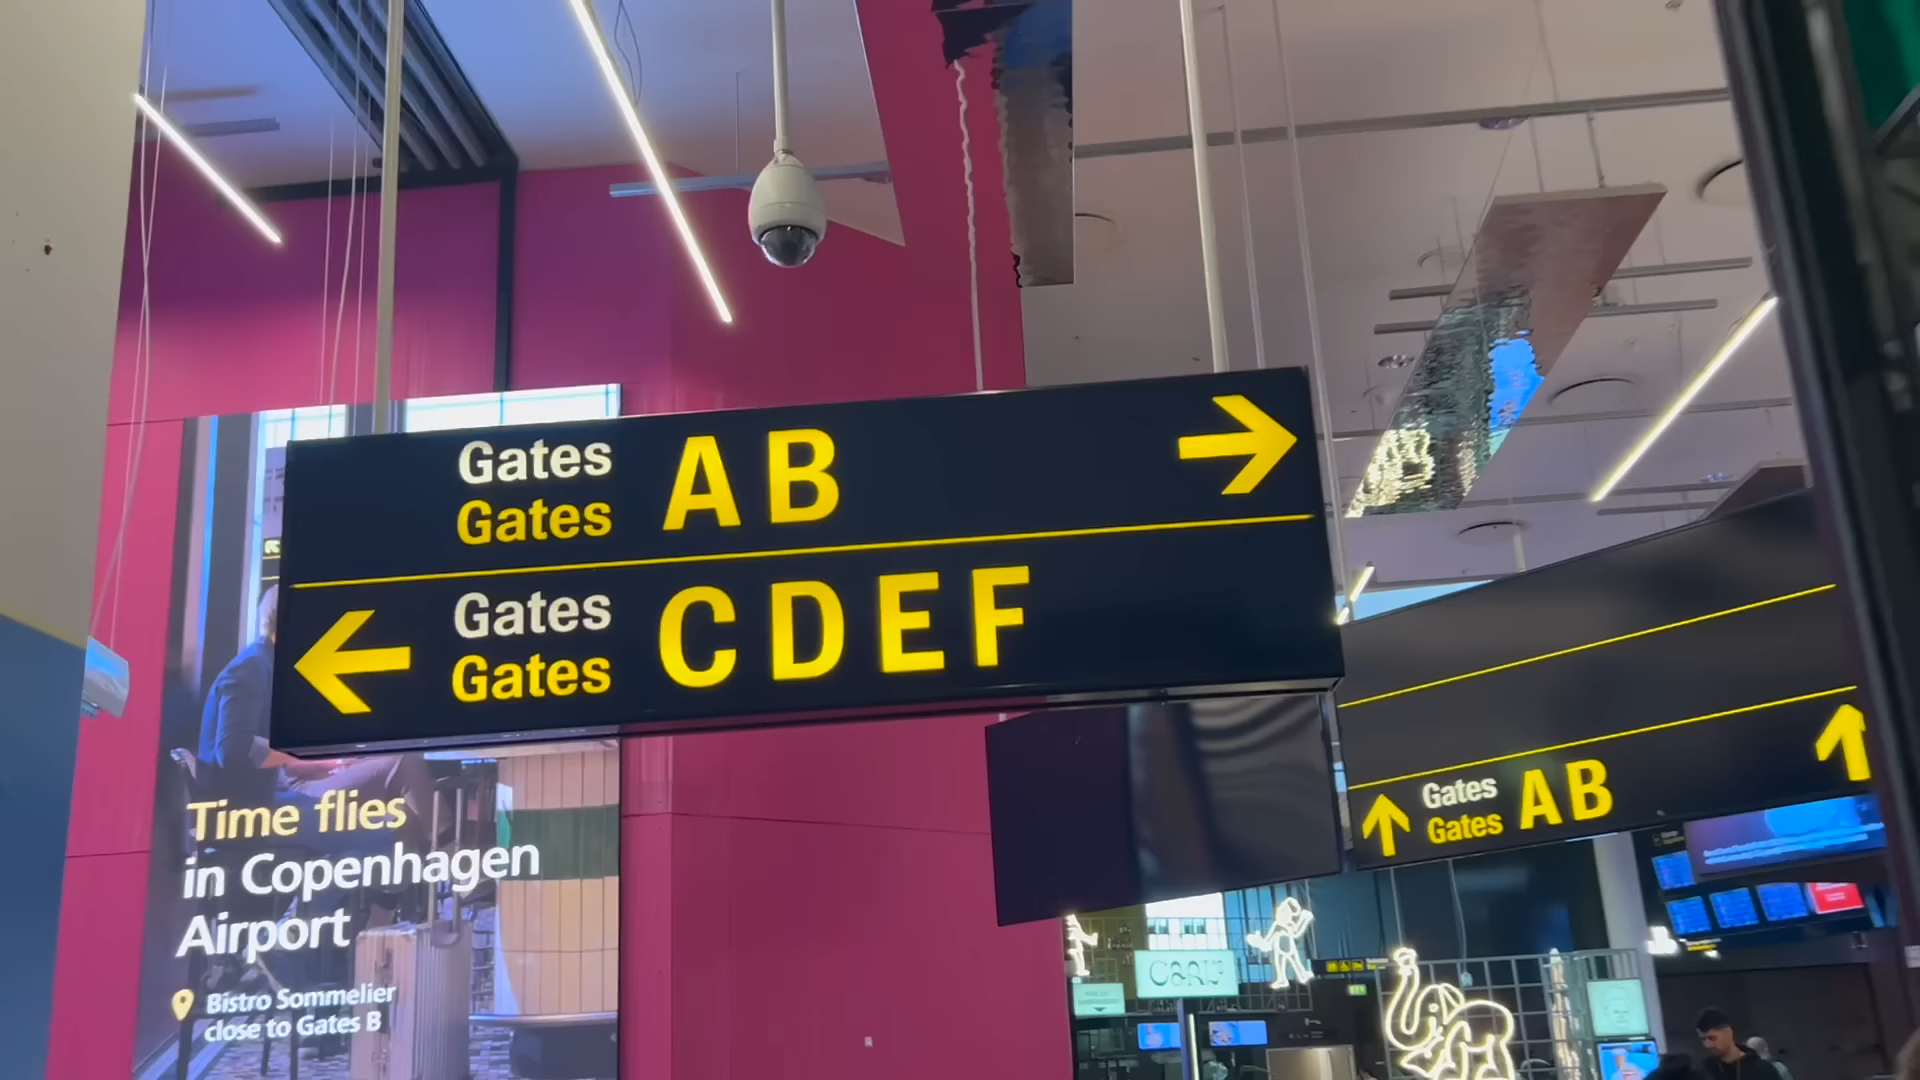 Gates
Gates
AB
Gates
Gates
CDEF
Time flies
in Copenhagen
Airport
Bistro Sommelier
close to Gates B
Gates
Gates
AB